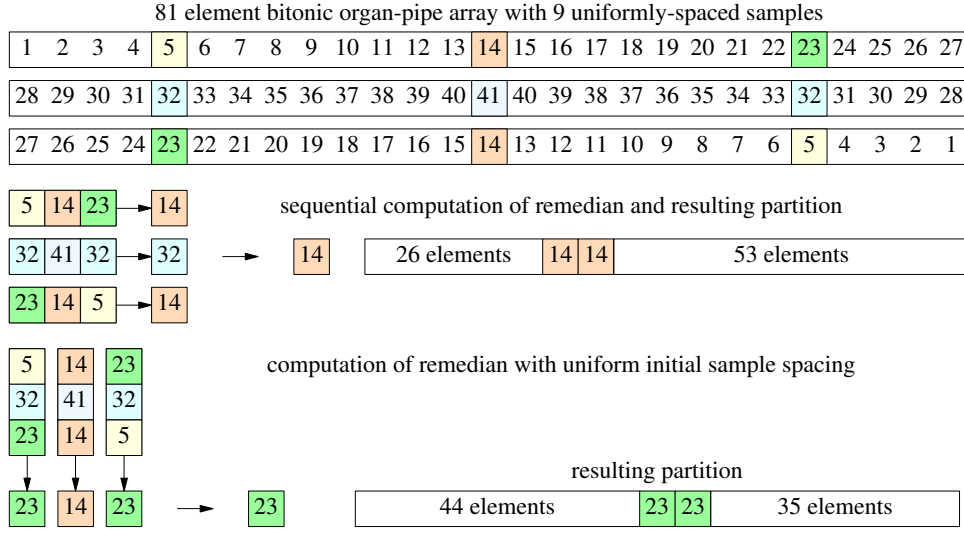 81 element bitonic organ-pipe array with 9 uniformly-spaced samples
1 2 3 4 5 6 7 8 9 10 11 12 13 14 15 16 17 18 19 20 21 22 23 24 25 26 27
28 29 30 31 32 33 34 35 36 37 38 39 40 41 40 39 38 37 36 35 34 33 32 31 30 29 28
27 26 25 24 23 22 21 20 19 18 17 16 15 14 13 12 11 10 9 8 7 6 5 4 3 2 1
5 14 23 14 sequential computation of remedian and resulting partition
32 41 32 32 14 26 elements 14 14 53 elements
23 14 5 14
5 14 23 computation of remedian with uniform initial sample spacing
32 41 32
23 14 5
resulting partition
23 14 23 23 44 elements 23 23 35 elements